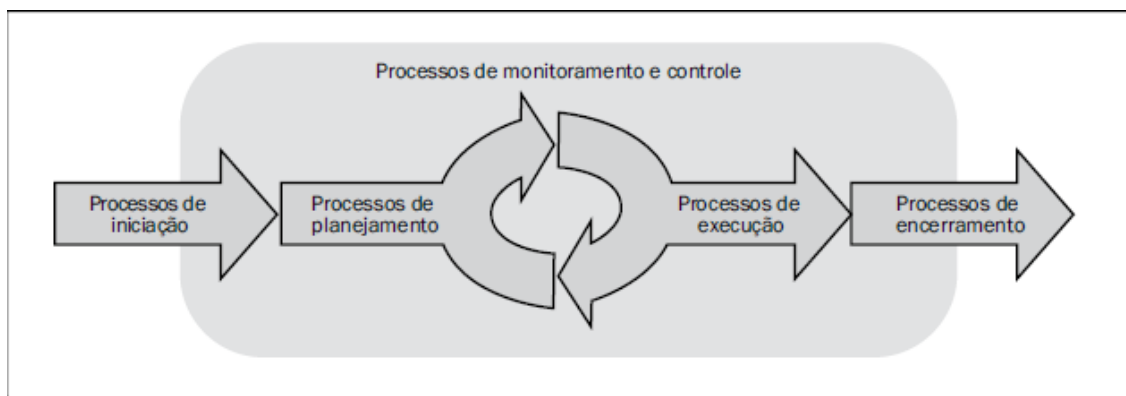 Processos de monitoramento e controle
Processos de
iniciação
Processos de
planejamento
Processos de
execução
Processos de
encerramento